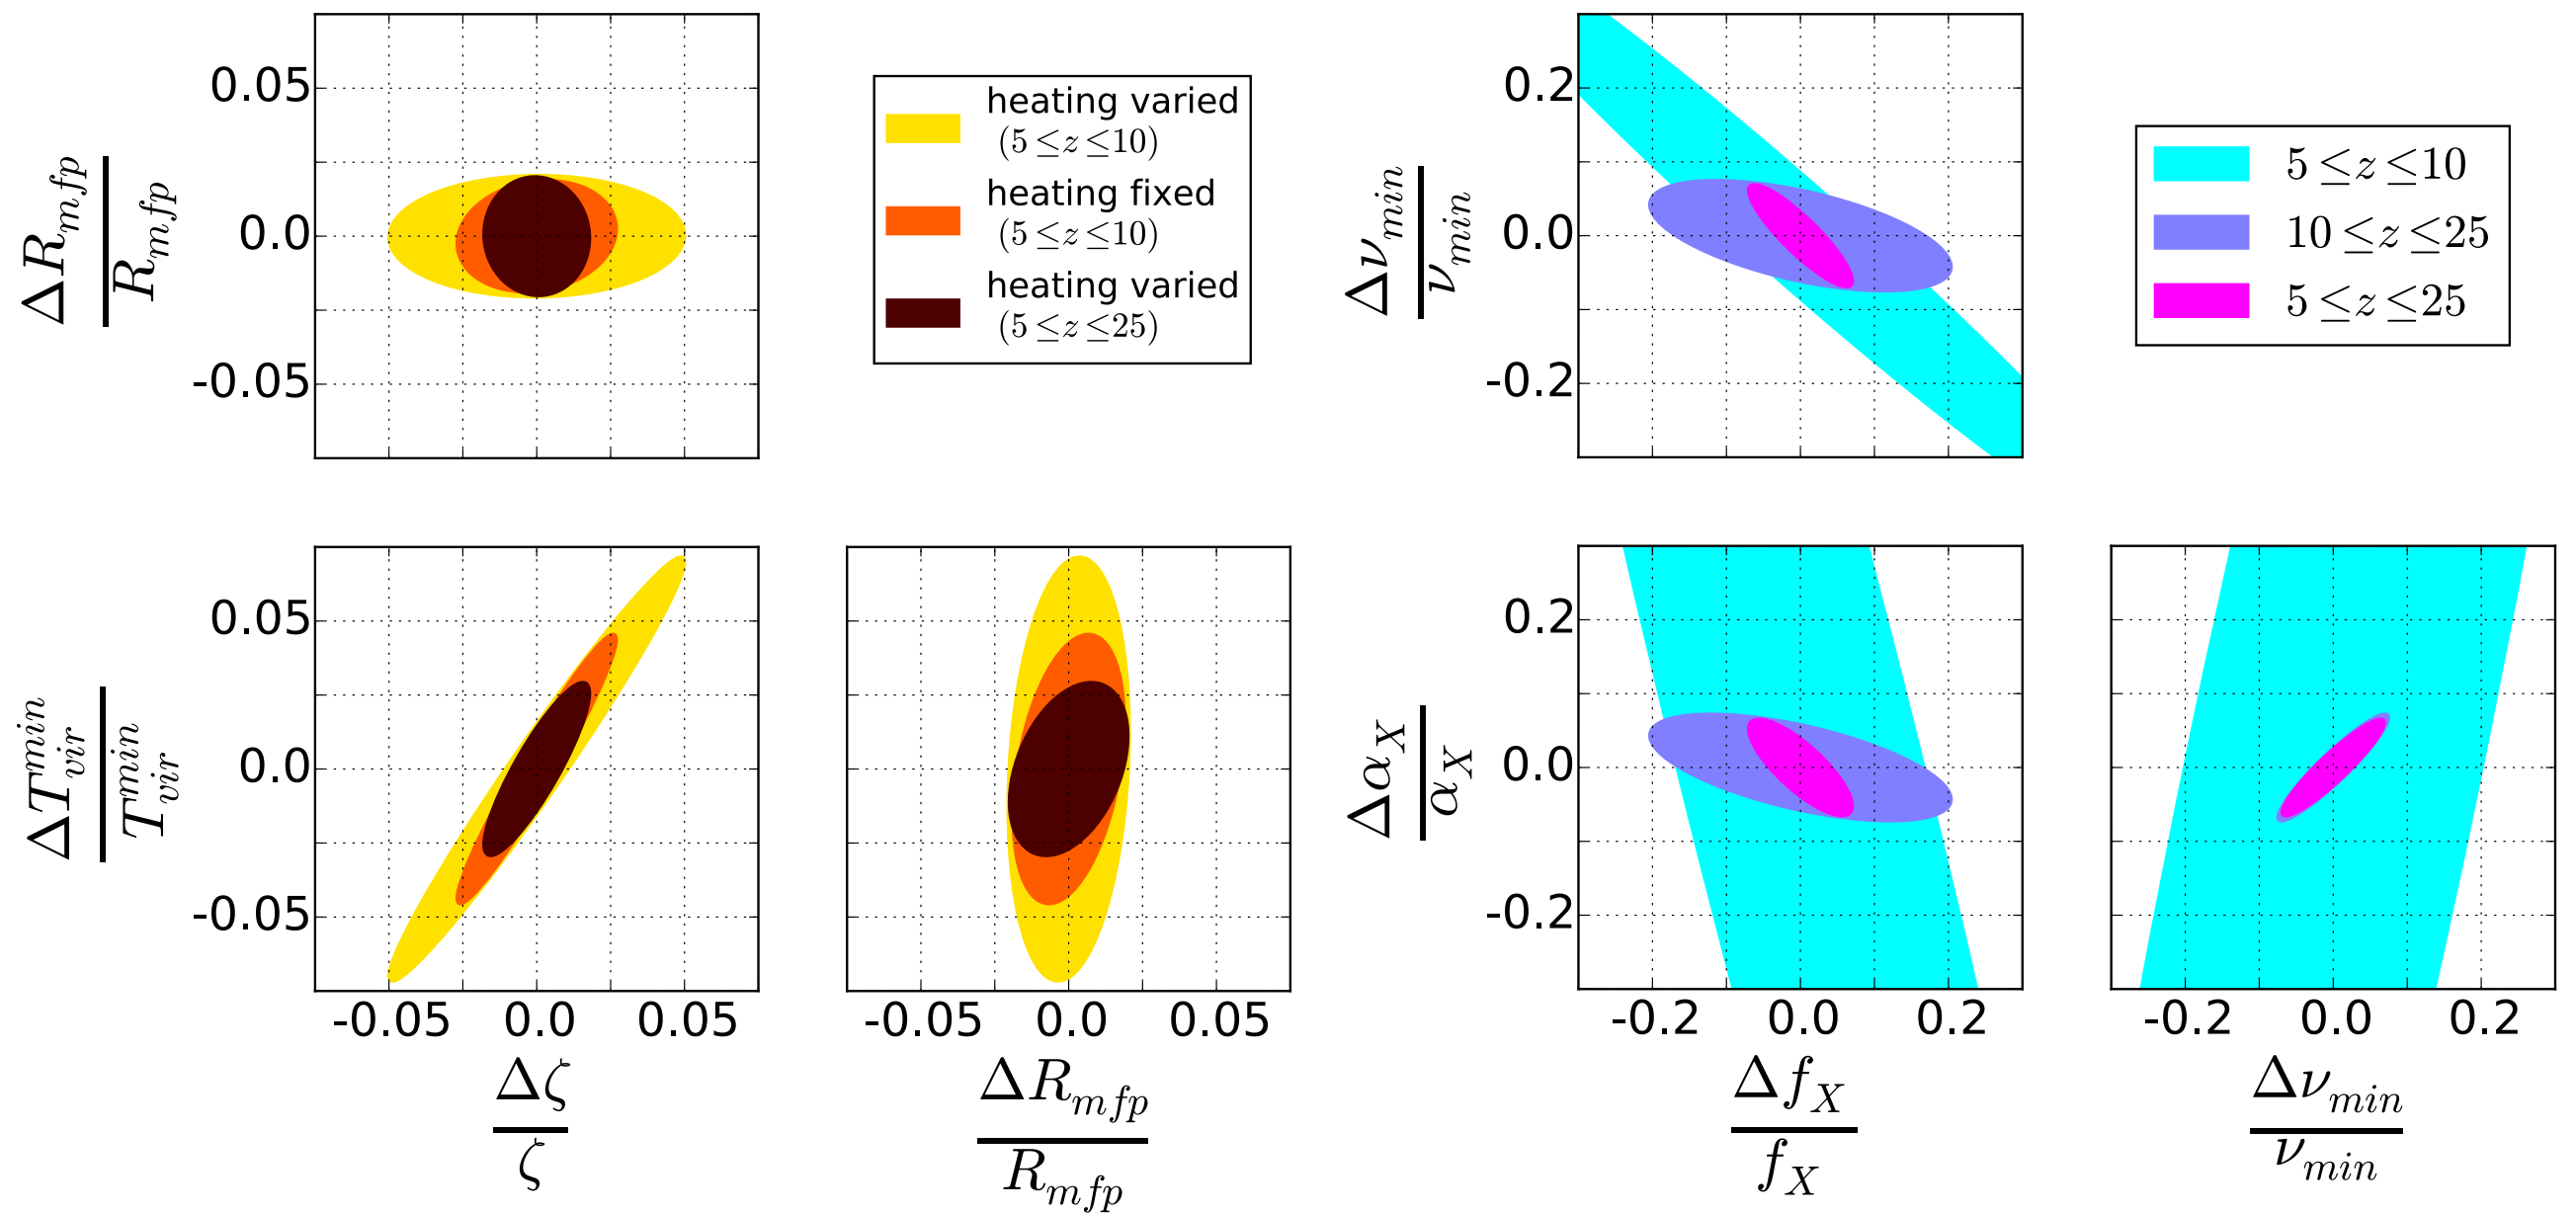 0.05
0.0
-0.05
ΔR_mfp
R_mfp
heating varied
(5 ≤z ≤10)
heating fixed
(5 ≤z ≤10)
heating varied
(5 ≤z ≤25)
0.2
0.0
-0.2
Δν_min
ν_min
5 ≤z ≤10
10 ≤z ≤25
5 ≤z ≤25
0.05
0.0
-0.05
ΔT_vir^min
T_vir^min
-0.05 0.0 0.05
Δζ
ζ
-0.05 0.0 0.05
ΔR_mfp
R_mfp
0.2
0.0
-0.2
Δα_X
α_X
-0.2 0.0 0.2
Δf_X
f_X
-0.2 0.0 0.2
Δν_min
ν_min